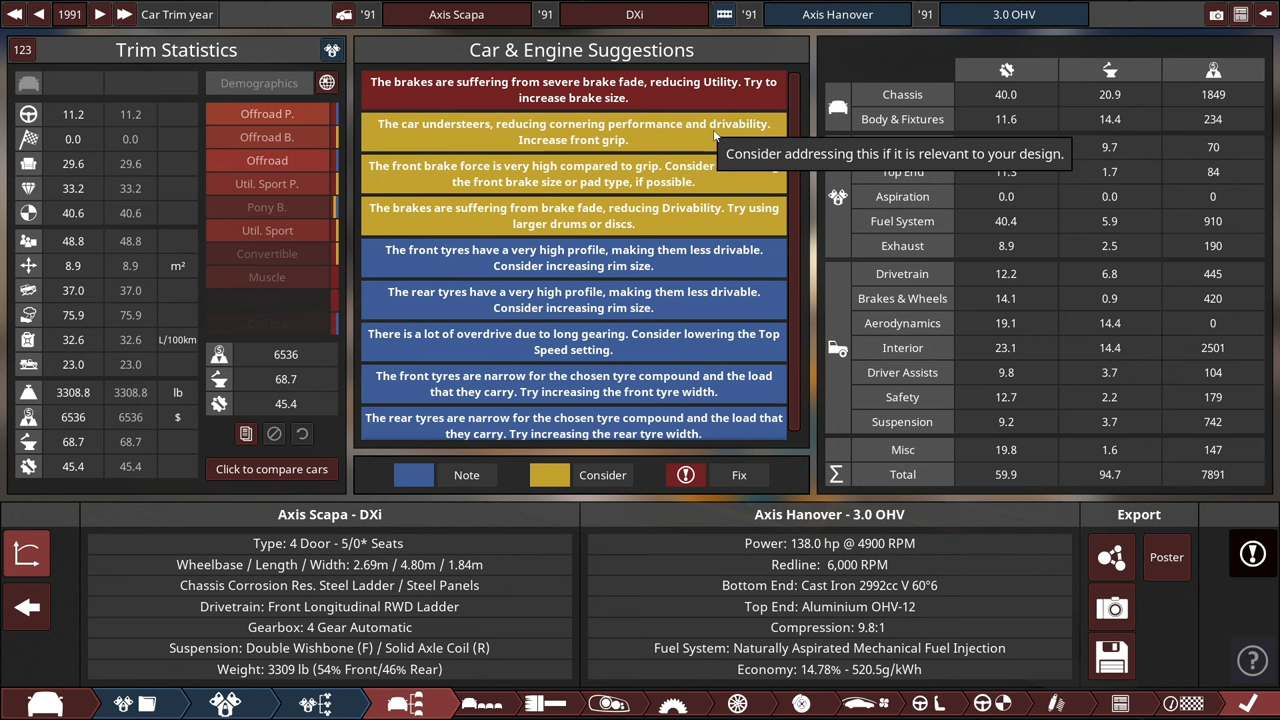 1991 Car Trim year '91 Axis Scapa '91 DXi '91 Axis Hanover '91 3.0 OHV
123 Trim Statistics
Demographics
11.2 11.2
0.0 0.0
29.6 29.6
33.2 33.2
40.6 40.6
48.8 48.8
8.9 8.9 m²
37.0 37.0
75.9 75.9
32.6 32.6 L/100km
23.0 23.0
3308.8 3308.8 lb
6536 6536 $
68.7 68.7
45.4 45.4
Offroad P.
Offroad B.
Offroad
Util. Sport P.
Pony B.
Util. Sport
Convertible
Muscle
6536
68.7
45.4
Click to compare cars
Car & Engine Suggestions
The brakes are suffering from severe brake fade, reducing Utility. Try to
increase brake size.
The car understeers, reducing cornering performance and drivability.
Increase front grip.
The front brake force is very high compared to grip. Consider
the front brake size or pad type, if possible.
The brakes are suffering from brake fade, reducing Drivability. Try using
larger drums or discs.
The front tyres have a very high profile, making them less drivable.
Consider increasing rim size.
The rear tyres have a very high profile, making them less drivable.
Consider increasing rim size.
There is a lot of overdrive due to long gearing. Consider lowering the Top
Speed setting.
The front tyres are narrow for the chosen tyre compound and the load
that they carry. Try increasing the front tyre width.
The rear tyres are narrow for the chosen tyre compound and the load that
they carry. Try increasing the rear tyre width.
Note Consider Fix
Consider addressing this if it is relevant to your design.
Chassis 40.0 20.9 1849
Body & Fixtures 11.6 14.4 234
9.7 70
Top End 11.3 1.7 84
Aspiration 0.0 0.0 0
Fuel System 40.4 5.9 910
Exhaust 8.9 2.5 190
Drivetrain 12.2 6.8 445
Brakes & Wheels 14.1 0.9 420
Aerodynamics 19.1 14.4 0
Interior 23.1 14.4 2501
Driver Assists 9.8 3.7 104
Safety 12.7 2.2 179
Suspension 9.2 3.7 742
Misc 19.8 1.6 147
Σ Total 59.9 94.7 7891
Axis Scapa - DXi
Type: 4 Door - 5/0* Seats
Wheelbase / Length / Width: 2.69m / 4.80m / 1.84m
Chassis Corrosion Res. Steel Ladder / Steel Panels
Drivetrain: Front Longitudinal RWD Ladder
Gearbox: 4 Gear Automatic
Suspension: Double Wishbone (F) / Solid Axle Coil (R)
Weight: 3309 lb (54% Front/46% Rear)
Axis Hanover - 3.0 OHV
Power: 138.0 hp @ 4900 RPM
Redline: 6,000 RPM
Bottom End: Cast Iron 2992cc V 60°6
Top End: Aluminium OHV-12
Compression: 9.8:1
Fuel System: Naturally Aspirated Mechanical Fuel Injection
Economy: 14.78% - 520.5g/kWh
Export
Poster